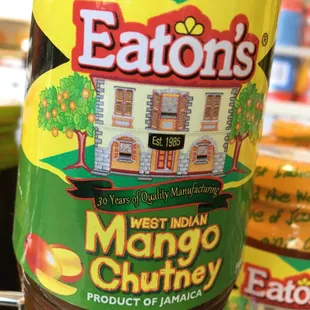 Eaton's®
Est. 1985
30 Years of Quality Manufacturing
WEST INDIAN
Mango
Chutney
PRODUCT OF JAMAICA
Eaton